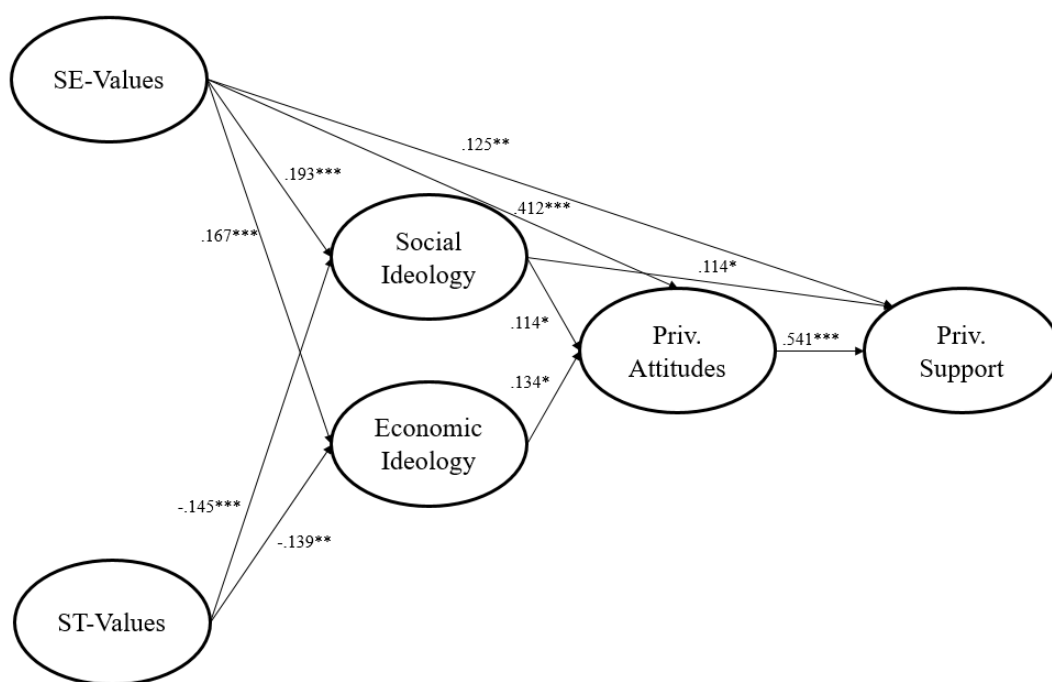 SE-Values
.125**
.193***
.412***
.167***
Social
Ideology
.114*
.114*
Priv.
Attitudes
.541***
Priv.
Support
.134*
Economic
Ideology
-.145***
-.139**
ST-Values